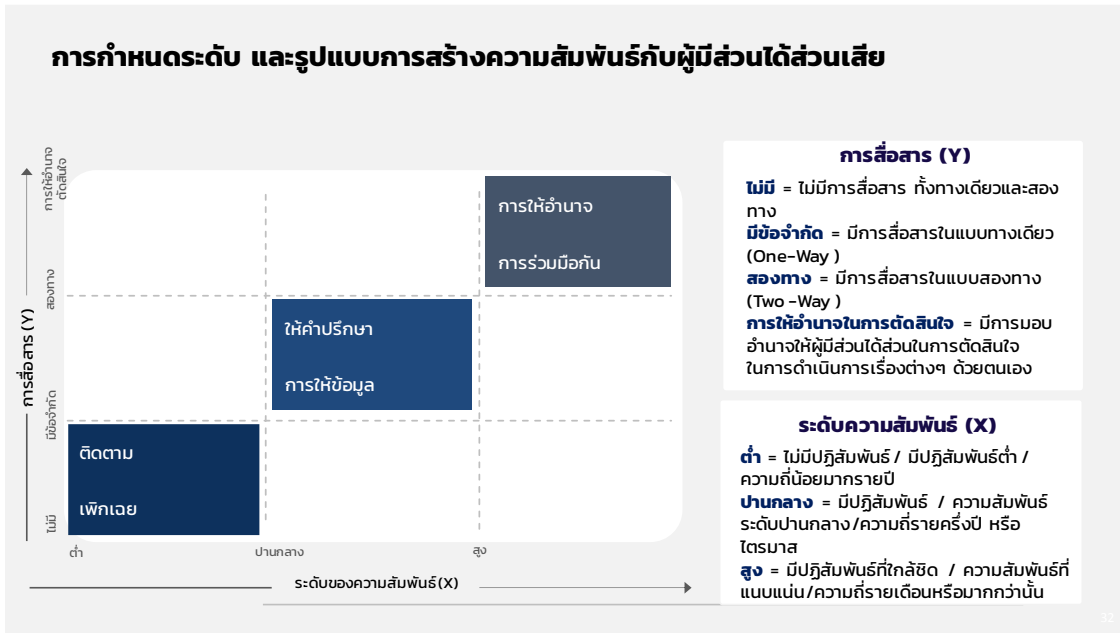 การกำหนดระดับ และรูปแบบการสร้างความสัมพันธ์กับผู้มีส่วนได้ส่วนเสีย
การให้อำนาจ
ตัดสินใจ
สองทาง
มีข้อจำกัด
ไม่มี
การสื่อสาร (Y)
การให้อำนาจ
การร่วมมือกัน
ให้คำปรึกษา
การให้ข้อมูล
ติดตาม
เพิกเฉย
ต่ำ
ปานกลาง
สูง
ระดับของความสัมพันธ์(X)
การสื่อสาร (Y)
ไม่มี = ไม่มีการสื่อสาร ทั้งทางเดียวและสอง
ทาง
มีข้อจำกัด = มีการสื่อสารในแบบทางเดียว
(One-Way )
สองทาง = มีการสื่อสารในแบบสองทาง
(Two -Way )
การให้อำนาจในการตัดสินใจ = มีการมอบ
อำนาจให้ผู้มีส่วนได้ส่วนในการตัดสินใจ
ในการดำเนินการเรื่องต่างๆ ด้วยตนเอง
ระดับความสัมพันธ์ (X)
ต่ำ = ไม่มีปฏิสัมพันธ์ / มีปฏิสัมพันธ์ต่ำ /
ความถี่น้อยมากรายปี
ปานกลาง = มีปฏิสัมพันธ์ / ความสัมพันธ์
ระดับปานกลาง/ความถี่รายครึ่งปี หรือ
ไตรมาส
สูง = มีปฏิสัมพันธ์ที่ใกล้ชิด / ความสัมพันธ์ที่
แนบแน่น/ความถี่รายเดือนหรือมากกว่านั้น
32